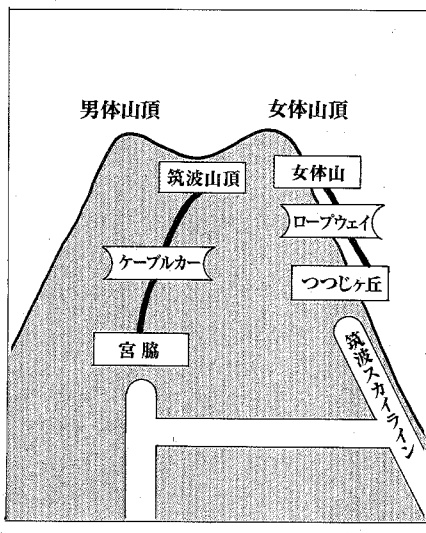 男体山頂
女体山頂
筑波山頂
女体山
ロープウェイ
ケーブルカー
つつじヶ丘
宮脇
筑波スカイライン